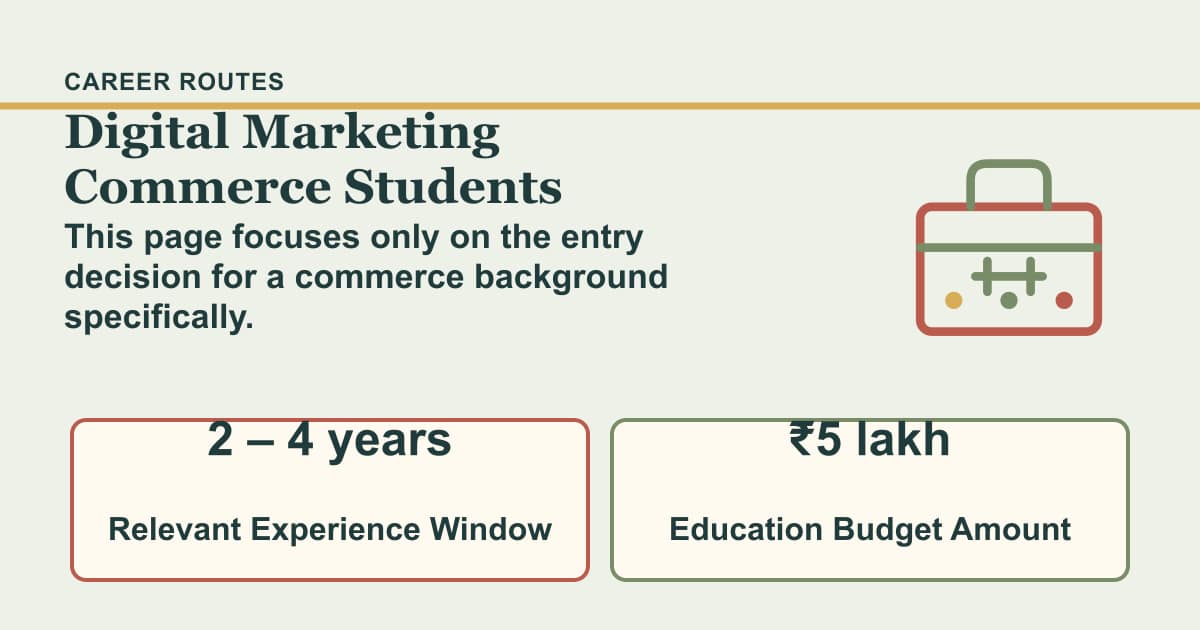 CAREER ROUTES
Digital Marketing
Commerce Students
This page focuses only on the entry
decision for a commerce background
specifically.
2 – 4 years
Relevant Experience Window
₹5 lakh
Education Budget Amount